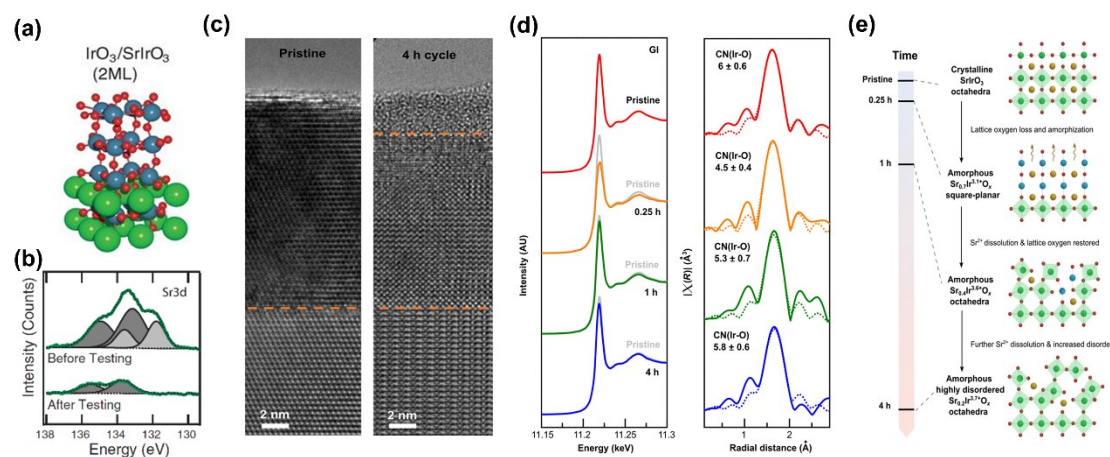 (a)
IrO₃/SrIrO₃
(2ML)
(b)
Sr3d
Before Testing
After Testing
Intensity (Counts)
138 136 134 132 130
Energy (eV)
(c)
Pristine
4 h cycle
2 nm
2 nm
(d)
GI
Pristine
Pristine
0.25 h
Pristine
1 h
Pristine
4 h
Intensity (AU)
11.15 11.2 11.25 11.3
Energy (keV)
CN(Ir-O)
6 ± 0.6
CN(Ir-O)
4.5 ± 0.4
CN(Ir-O)
5.3 ± 0.7
CN(Ir-O)
5.8 ± 0.6
|χ(R)| (Å³)
1 2
Radial distance (Å)
(e)
Time
Pristine
0.25 h
1 h
4 h
Crystalline
SrIrO₃
octahedra
Lattice oxygen loss and amorphization
Amorphous
Sr₀.₇Ir³·¹⁺Oₓ
square-planar
Sr²⁺ dissolution & lattice oxygen restored
Amorphous
Sr₀.₄Ir³·⁶⁺Oₓ
octahedra
Further Sr²⁺ dissolution & increased disorde
Amorphous
highly disordered
Sr₀.₂Ir³·⁷⁺Oₓ
octahedra